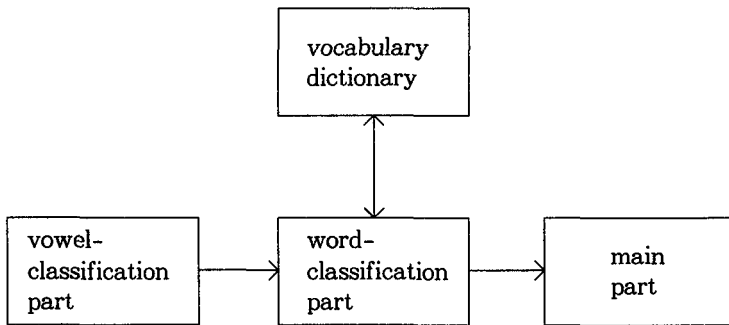 vocabulary
dictionary
vowel-
classification
part
word-
classification
part
main
part